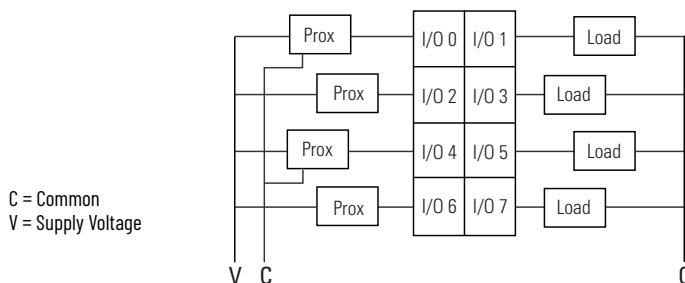 Prox I/O 0 I/O 1 Load
Prox I/O 2 I/O 3 Load
Prox I/O 4 I/O 5 Load
Prox I/O 6 I/O 7 Load
C = Common
V = Supply Voltage
V C C